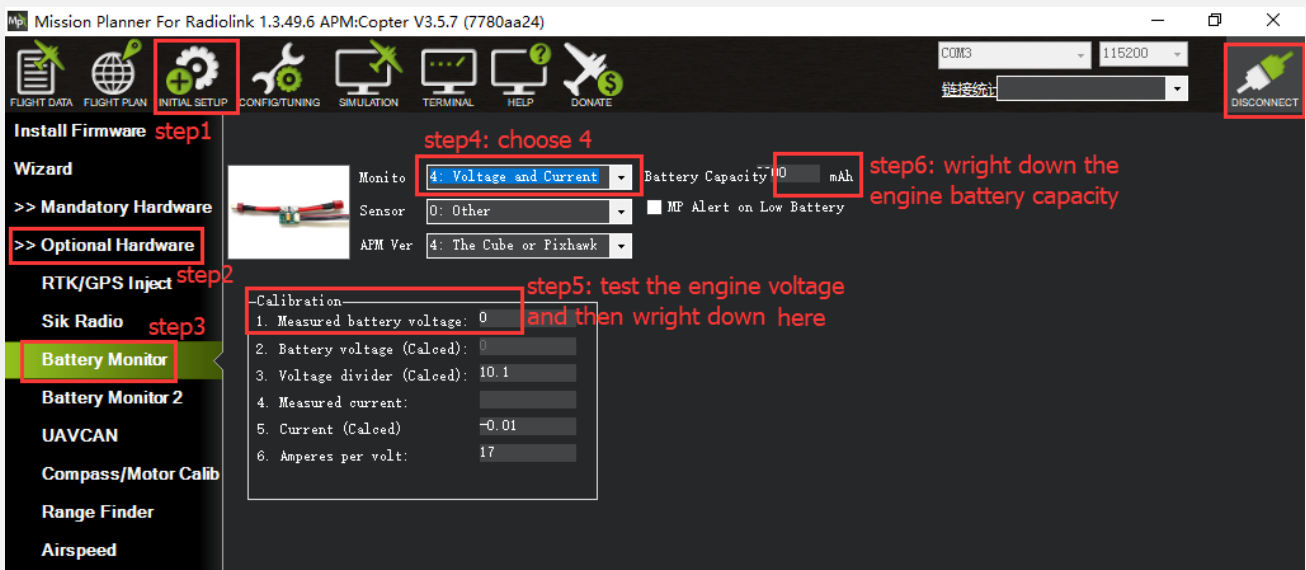 Mission Planner For Radiolink 1.3.49.6 APM:Copter V3.5.7 (7780aa24)
FLIGHT DATA
FLIGHT PLAN
INITIAL SETUP
CONFIG/TUNING
SIMULATION
TERMINAL
HELP
DONATE
COM3
115200
链接统计
DISCONNECT
Install Firmware
step1
Wizard
>> Mandatory Hardware
>> Optional Hardware
step2
RTK/GPS Inject
Sik Radio
step3
Battery Monitor
Battery Monitor 2
UAVCAN
Compass/Motor Calib
Range Finder
Airspeed
step4: choose 4
Monito
4: Voltage and Current
Battery Capacity
mAh
step6: wright down the
engine battery capacity
Sensor
0: Other
MP Alert on Low Battery
APM Ver
4: The Cube or Pixhawk
step5: test the engine voltage
and then wright down here
Calibration
1. Measured battery voltage: 0
2. Battery voltage (Calced): 0
3. Voltage divider (Calced): 10.1
4. Measured current:
5. Current (Calced) -0.01
6. Amperes per volt: 17